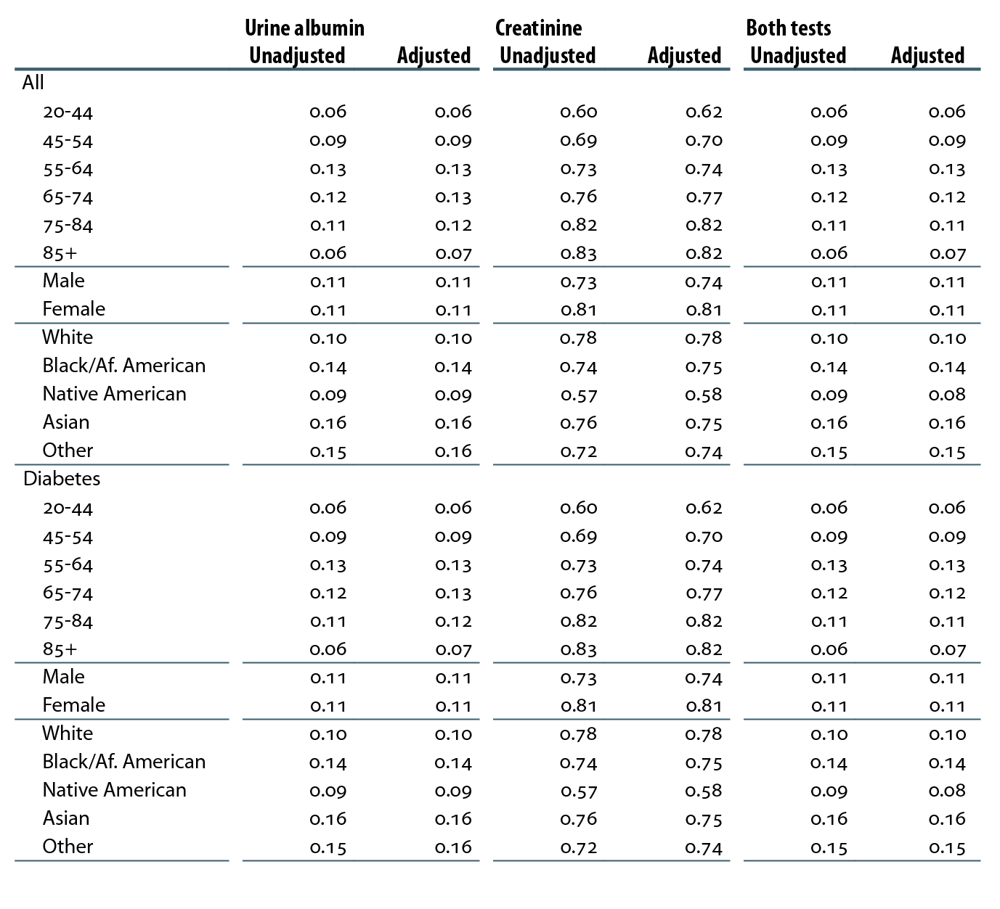 Urine albumin Creatinine Both tests
Unadjusted Adjusted Unadjusted Adjusted Unadjusted Adjusted
All
20-44 0.06 0.06 0.60 0.62 0.06 0.06
45-54 0.09 0.09 0.69 0.70 0.09 0.09
55-64 0.13 0.13 0.73 0.74 0.13 0.13
65-74 0.12 0.13 0.76 0.77 0.12 0.12
75-84 0.11 0.12 0.82 0.82 0.11 0.11
85+ 0.06 0.07 0.83 0.82 0.06 0.07
Male 0.11 0.11 0.73 0.74 0.11 0.11
Female 0.11 0.11 0.81 0.81 0.11 0.11
White 0.10 0.10 0.78 0.78 0.10 0.10
Black/Af. American 0.14 0.14 0.74 0.75 0.14 0.14
Native American 0.09 0.09 0.57 0.58 0.09 0.08
Asian 0.16 0.16 0.76 0.75 0.16 0.16
Other 0.15 0.16 0.72 0.74 0.15 0.15
Diabetes
20-44 0.06 0.06 0.60 0.62 0.06 0.06
45-54 0.09 0.09 0.69 0.70 0.09 0.09
55-64 0.13 0.13 0.73 0.74 0.13 0.13
65-74 0.12 0.13 0.76 0.77 0.12 0.12
75-84 0.11 0.12 0.82 0.82 0.11 0.11
85+ 0.06 0.07 0.83 0.82 0.06 0.07
Male 0.11 0.11 0.73 0.74 0.11 0.11
Female 0.11 0.11 0.81 0.81 0.11 0.11
White 0.10 0.10 0.78 0.78 0.10 0.10
Black/Af. American 0.14 0.14 0.74 0.75 0.14 0.14
Native American 0.09 0.09 0.57 0.58 0.09 0.08
Asian 0.16 0.16 0.76 0.75 0.16 0.16
Other 0.15 0.16 0.72 0.74 0.15 0.15